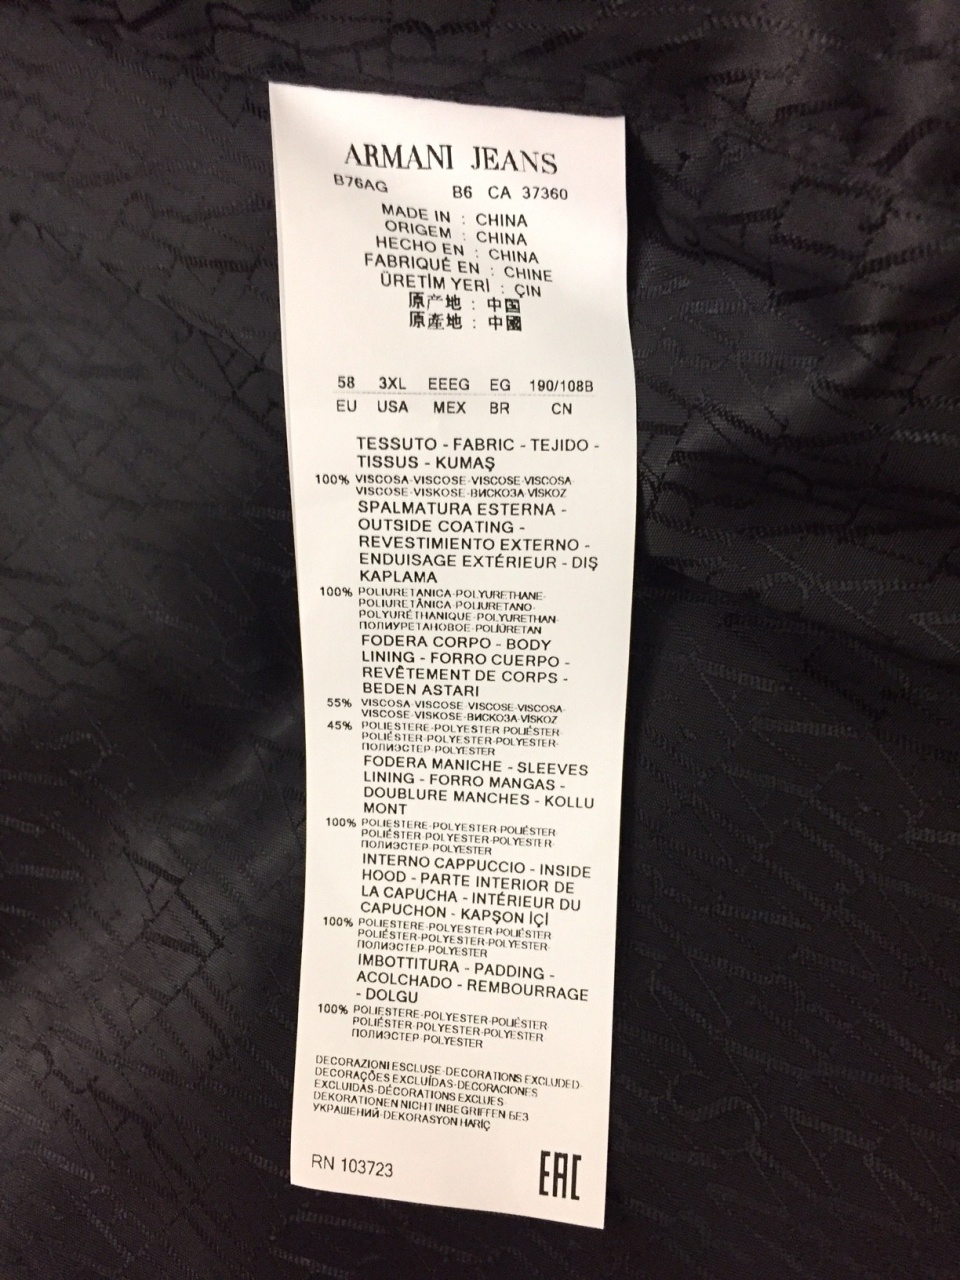 ARMANI JEANS
B76AG B6 CA 37360
MADE IN : CHINA
ORIGEM : CHINA
HECHO EN : CHINA
FABRIQUÉ EN : CHINE
ÜRETİM YERİ : ÇIN
原产地 : 中国
原產地 : 中國
58 3XL EEEG EG 190/108B
EU USA MEX BR CN
TESSUTO - FABRIC - TEJIDO -
TISSUS - KUMAŞ
100% VISCOSA-VISCOSE-VISCOSE-VISCOSA-
VISCOSE-VISKOSE-ВИСКОЗА-VİSKOZ
SPALMATURA ESTERNA -
OUTSIDE COATING -
REVESTIMIENTO EXTERNO -
ENDUISAGE EXTÉRIEUR - DIŞ
KAPLAMA
100% POLIURETANICA-POLYURETHANE-
POLIURETÂNICA-POLIURETANO-
POLYURÉTHANIQUE-POLYURETHAN-
ПОЛИУРЕТАНОВОЕ-POLİÜRETAN
FODERA CORPO - BODY
LINING - FORRO CUERPO -
REVÊTEMENT DE CORPS -
BEDEN ASTARI
55% VISCOSA-VISCOSE-VISCOSE-VISCOSA-
VISCOSE-VISKOSE-ВИСКОЗА-VİSKOZ
45% POLIESTERE-POLYESTER-POLIÉSTER-
POLIÉSTER-POLYESTER-POLYESTER-
ПОЛИЭСТЕР-POLYESTER
FODERA MANICHE - SLEEVES
LINING - FORRO MANGAS -
DOUBLURE MANCHES - KOLLU
MONT
100% POLIESTERE-POLYESTER-POLIÉSTER
POLIÉSTER-POLYESTER-POLYESTER-
ПОЛИЭСТЕР-POLYESTER
INTERNO CAPPUCCIO - INSIDE
HOOD - PARTE INTERIOR DE
LA CAPUCHA - INTÉRIEUR DU
CAPUCHON - KAPŞON İÇİ
100% POLIESTERE-POLYESTER-POLIÉSTER
POLIÉSTER-POLYESTER-POLYESTER-
ПОЛИЭСТЕР-POLYESTER
IMBOTTITURA - PADDING -
ACOLCHADO - REMBOURRAGE
- DOLGU
100% POLIESTERE-POLYESTER-POLIÉSTER
POLIÉSTER-POLYESTER-POLYESTER
ПОЛИЭСТЕР-POLYESTER
DECORAZIONI ESCLUSE-DECORATIONS EXCLUDED-
DECORAÇÕES EXCLUÍDAS-DECORACIONES
EXCLUIDAS-DÉCORATIONS EXCLUES-
DEKORATIONEN NICHT INBEGRIFFEN-БЕЗ
УКРАШЕНИЙ-DEKORASYON HARİÇ
RN 103723 EAC